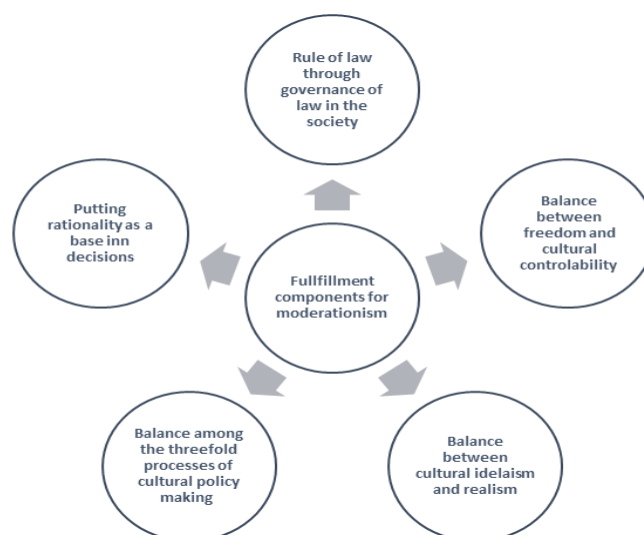 Rule of law
through
governance of
law in the
society
Putting
rationality as a
base inn
decisions
Balance
between
freedom and
cultural
controlability
Fullfillment
components for
moderationism
Balance among
the threefold
processes of
cultural policy
making
Balance
between
cultural idelaism
and realism